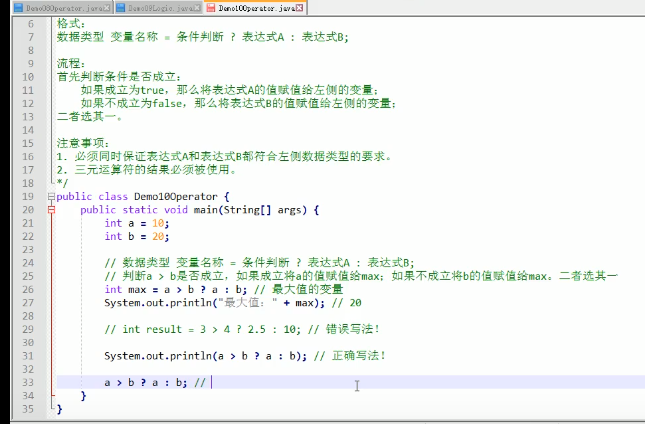 Demo08Operator.java Demo09Logic.java Demo10Operator.java
6 格式：
7 数据类型 变量名称 = 条件判断 ? 表达式A : 表达式B;
8
9 流程：
10 首先判断条件是否成立：
11     如果成立为true，那么将表达式A的值赋值给左侧的变量；
12     如果不成立为false，那么将表达式B的值赋值给左侧的变量；
13 二者选其一。
14
15 注意事项：
16 1. 必须同时保证表达式A和表达式B都符合左侧数据类型的要求。
17 2. 三元运算符的结果必须被使用。
18 */
19 public class Demo10Operator {
20     public static void main(String[] args) {
21         int a = 10;
22         int b = 20;
23
24         // 数据类型 变量名称 = 条件判断 ? 表达式A : 表达式B;
25         // 判断a > b是否成立，如果成立将a的值赋值给max；如果不成立将b的值赋值给max。二者选其一
26         int max = a > b ? a : b; // 最大值的变量
27         System.out.println("最大值：" + max); // 20
28
29         // int result = 3 > 4 ? 2.5 : 10; // 错误写法！
30
31         System.out.println(a > b ? a : b); // 正确写法！
32
33         a > b ? a : b; //
34     }
35 }